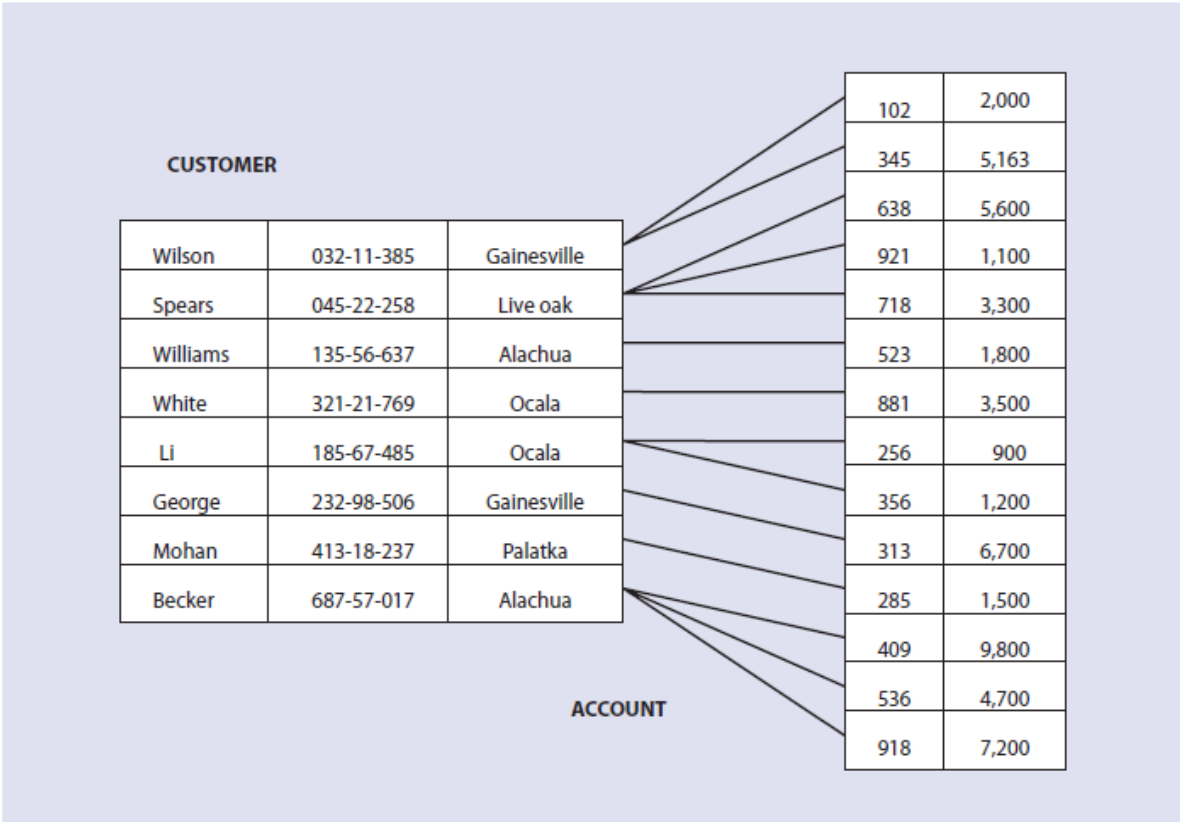 CUSTOMER
Wilson 032-11-385 Gainesville
Spears 045-22-258 Live oak
Williams 135-56-637 Alachua
White 321-21-769 Ocala
Li 185-67-485 Ocala
George 232-98-506 Gainesville
Mohan 413-18-237 Palatka
Becker 687-57-017 Alachua
ACCOUNT
102 2,000
345 5,163
638 5,600
921 1,100
718 3,300
523 1,800
881 3,500
256 900
356 1,200
313 6,700
285 1,500
409 9,800
536 4,700
918 7,200